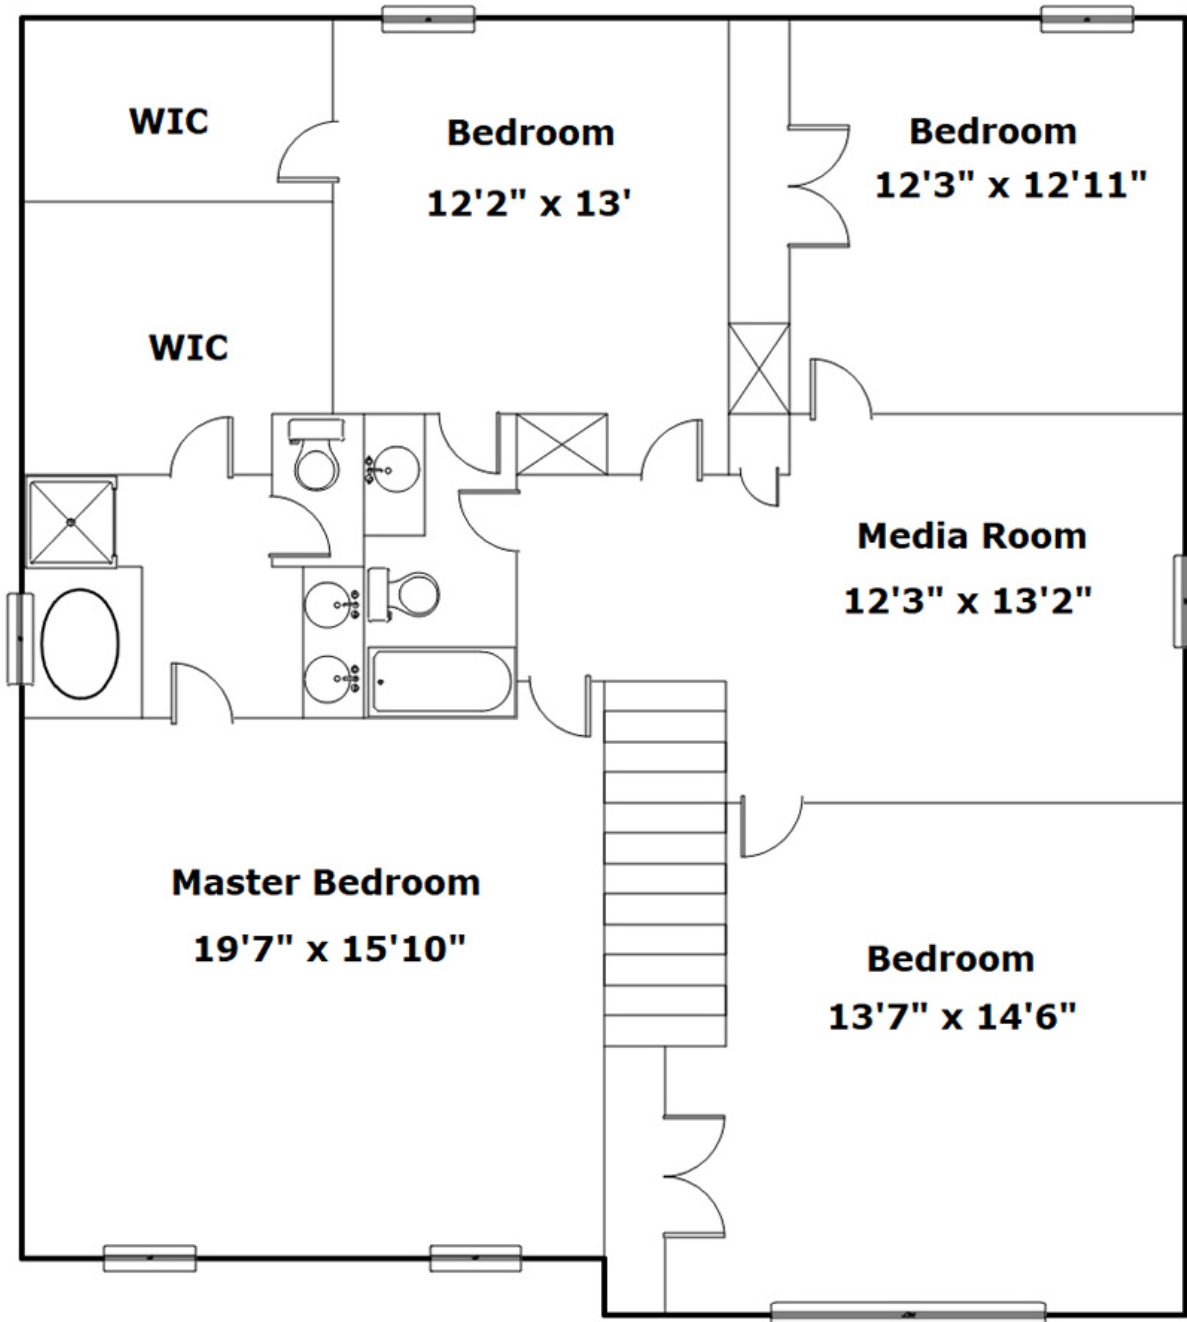 WIC
Bedroom
12'2" x 13'
Bedroom
12'3" x 12'11"
WIC
Media Room
12'3" x 13'2"
Master Bedroom
19'7" x 15'10"
Bedroom
13'7" x 14'6"